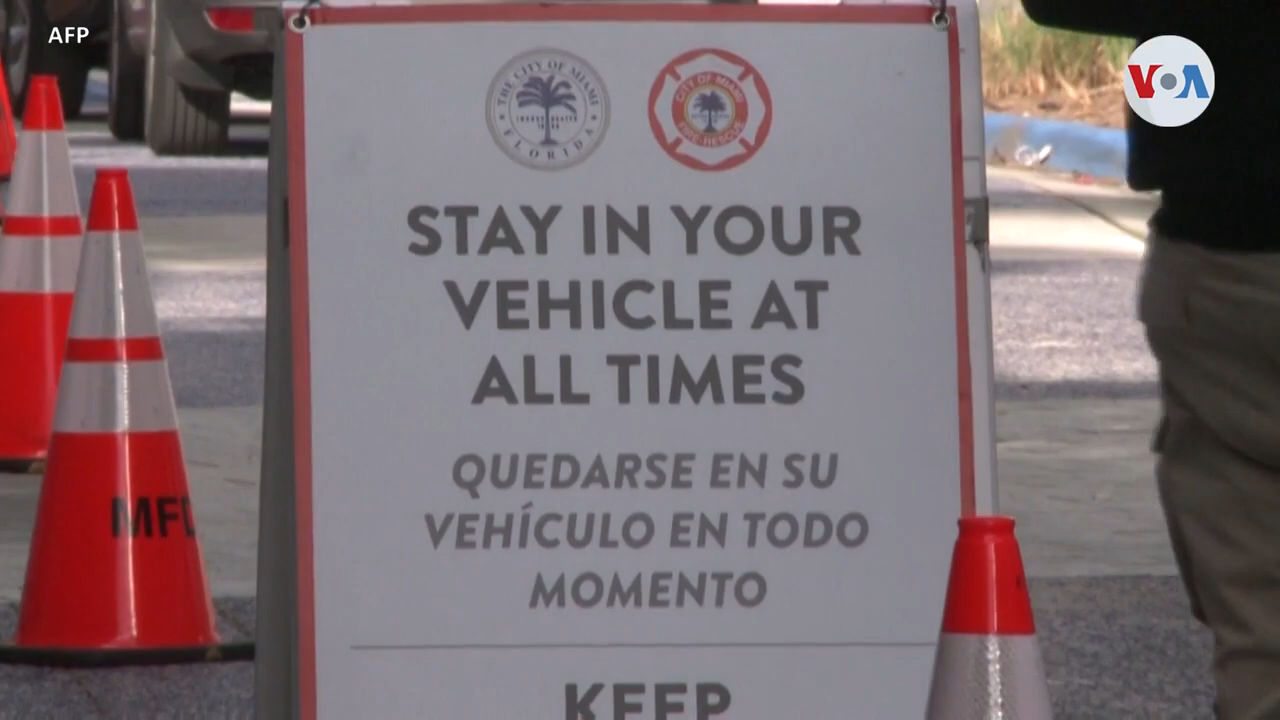 AFP
VOA
THE CITY OF MIAMI
FLORIDA
CITY OF MIAMI
FIRE-RESCUE
STAY IN YOUR
VEHICLE AT
ALL TIMES
QUEDARSE EN SU
VEHÍCULO EN TODO
MOMENTO
KEEP
MFD